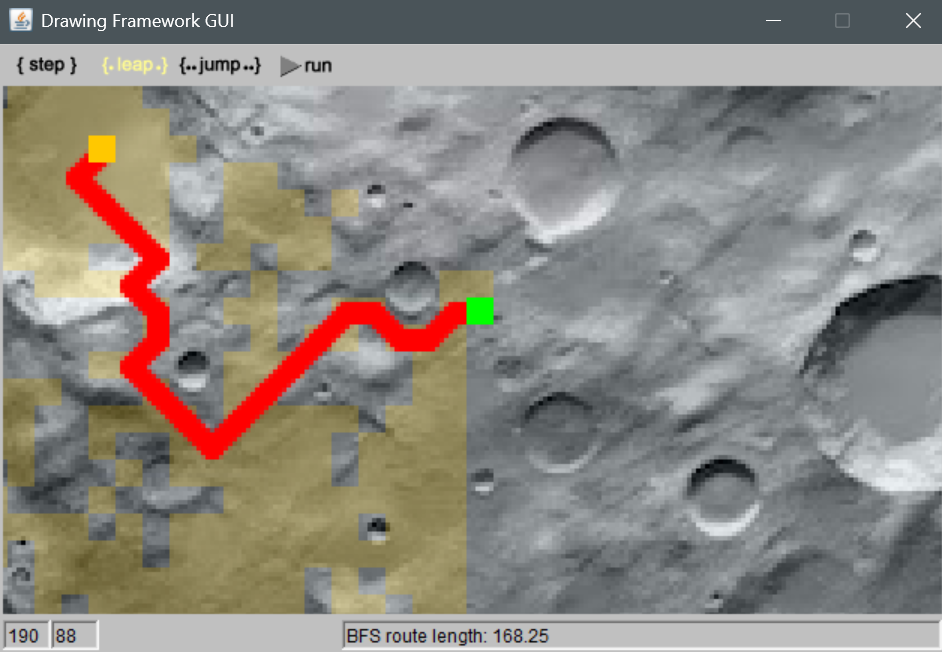 Drawing Framework GUI
{ step } {.leap.} {..jump..} run
190 88 BFS route length: 168.25